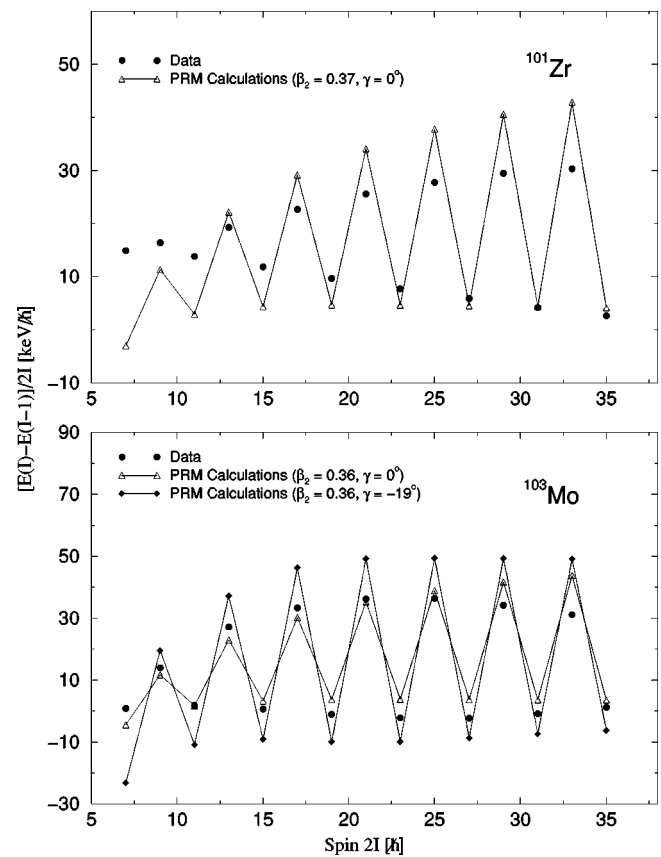 Data
PRM Calculations (β₂ = 0.37, γ = 0°)
¹⁰¹Zr
50
30
10
−10
5 10 15 20 25 30 35
[E(I)−E(I−1)]/2I [keV/ℏ]
Data
PRM Calculations (β₂ = 0.36, γ = 0°)
PRM Calculations (β₂ = 0.36, γ = −19°)
¹⁰³Mo
90
70
50
30
10
−10
−30
5 10 15 20 25 30 35
Spin 2I [ℏ]